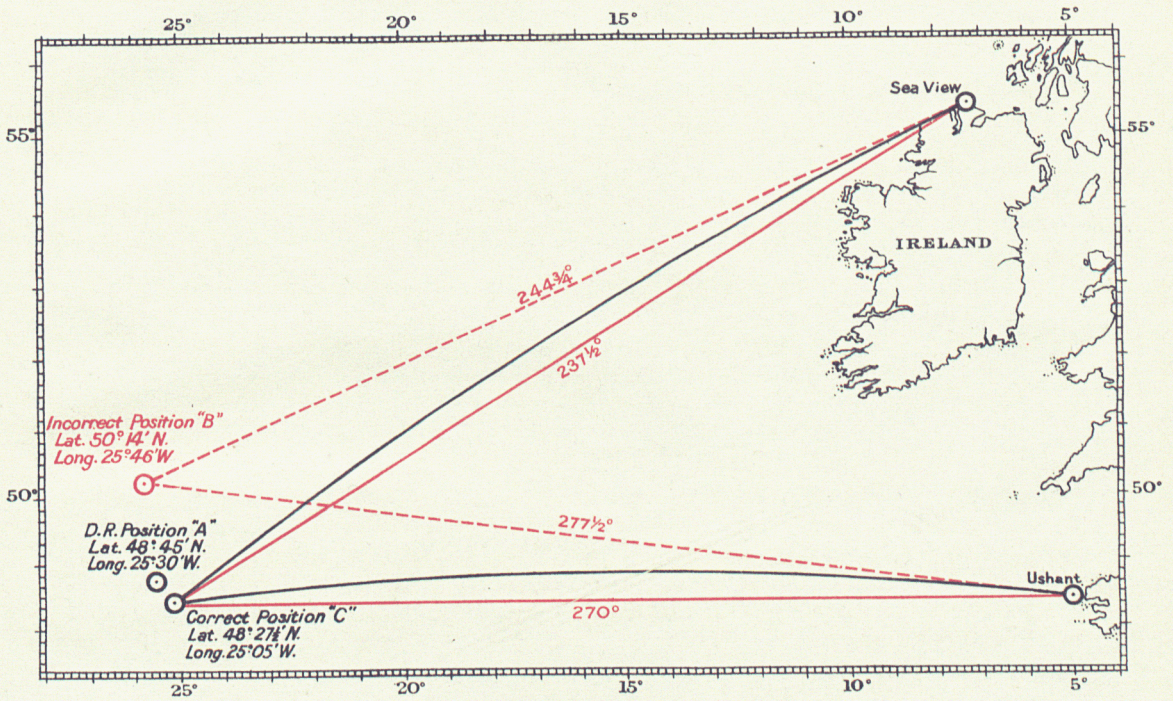 25° 20° 15° 10° 5°
Sea View
55° 55°
IRELAND
244¾°
237½°
Incorrect Position "B"
Lat. 50° 14' N.
Long. 25° 46' W
50° 50°
277½°
D.R. Position "A"
Lat. 48° 45' N.
Long. 25° 30' W.
Ushant
270°
Correct Position "C"
Lat. 48° 27½' N.
Long. 25° 05' W.
25° 20° 15° 10° 5°